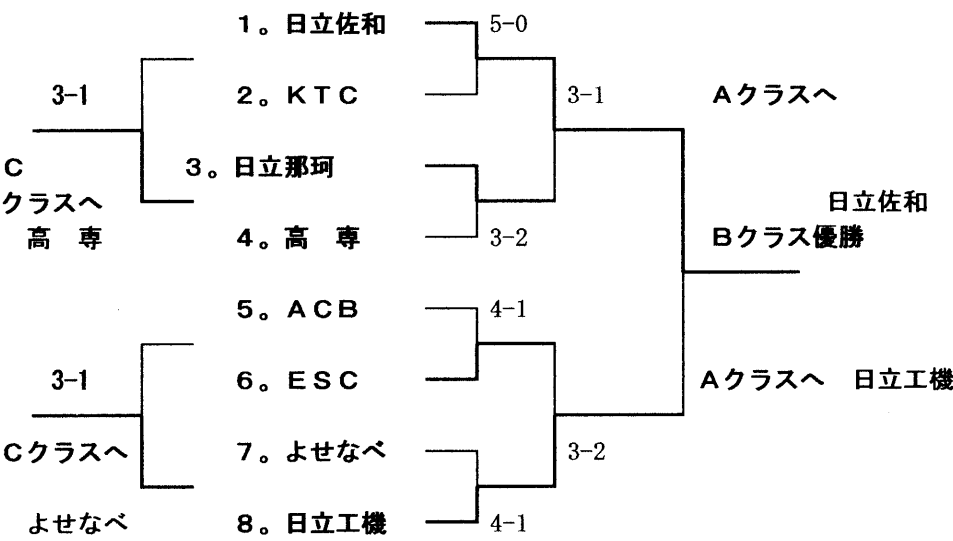 1。日立佐和 5-0
3-1 2。KTC 3-1 Aクラスへ
C 3。日立那珂
クラスへ 日立佐和
高 専 4。高 専 3-2 Bクラス優勝
5。ACB 4-1
3-1 6。ESC Aクラスへ 日立工機
Cクラスへ 7。よせなべ 3-2
よせなべ 8。日立工機 4-1